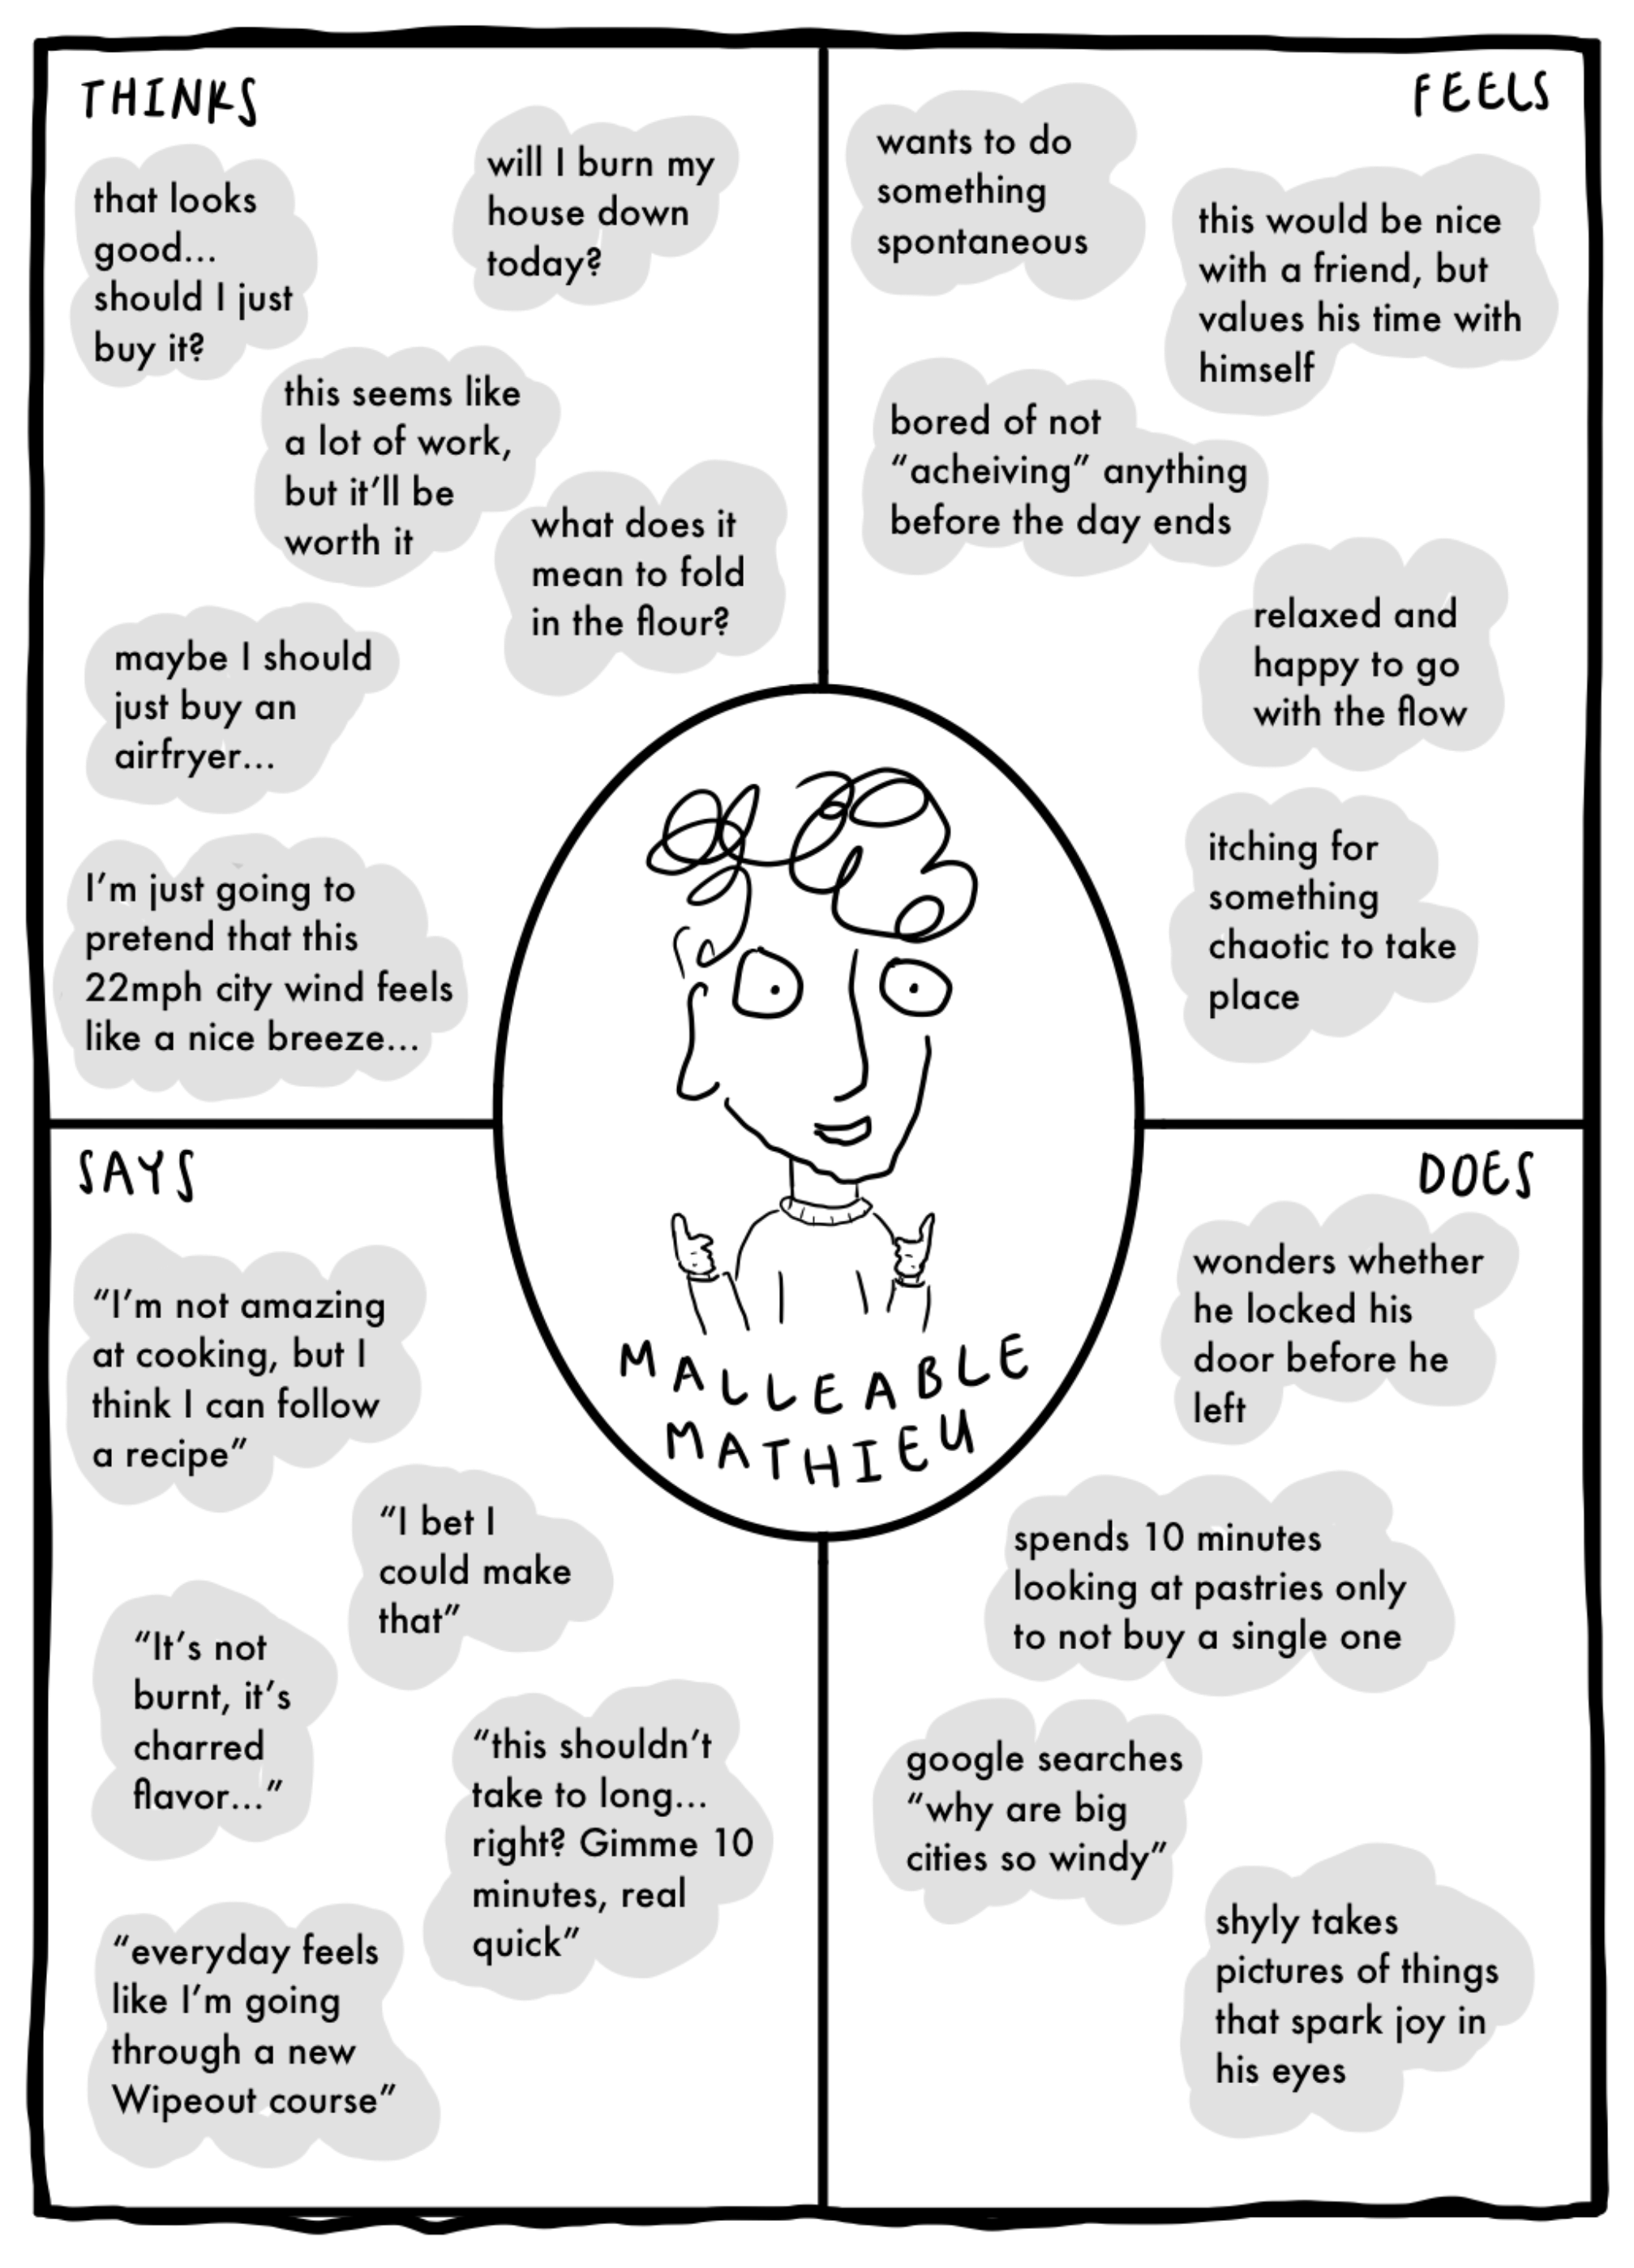 THINKS
that looks
good...
should I just
buy it?
will I burn my
house down
today?
this seems like
a lot of work,
but it'll be
worth it
what does it
mean to fold
in the flour?
maybe I should
just buy an
airfryer...
I'm just going to
pretend that this
22mph city wind feels
like a nice breeze...
FEELS
wants to do
something
spontaneous
this would be nice
with a friend, but
values his time with
himself
bored of not
“acheiving” anything
before the day ends
relaxed and
happy to go
with the flow
itching for
something
chaotic to take
place
MALLEABLE
MATHIEU
SAYS
“I'm not amazing
at cooking, but I
think I can follow
a recipe”
“I bet I
could make
that”
“It's not
burnt, it's
charred
flavor...”
“this shouldn't
take to long...
right? Gimme 10
minutes, real
quick”
“everyday feels
like I'm going
through a new
Wipeout course”
DOES
wonders whether
he locked his
door before he
left
spends 10 minutes
looking at pastries only
to not buy a single one
google searches
“why are big
cities so windy”
shyly takes
pictures of things
that spark joy in
his eyes